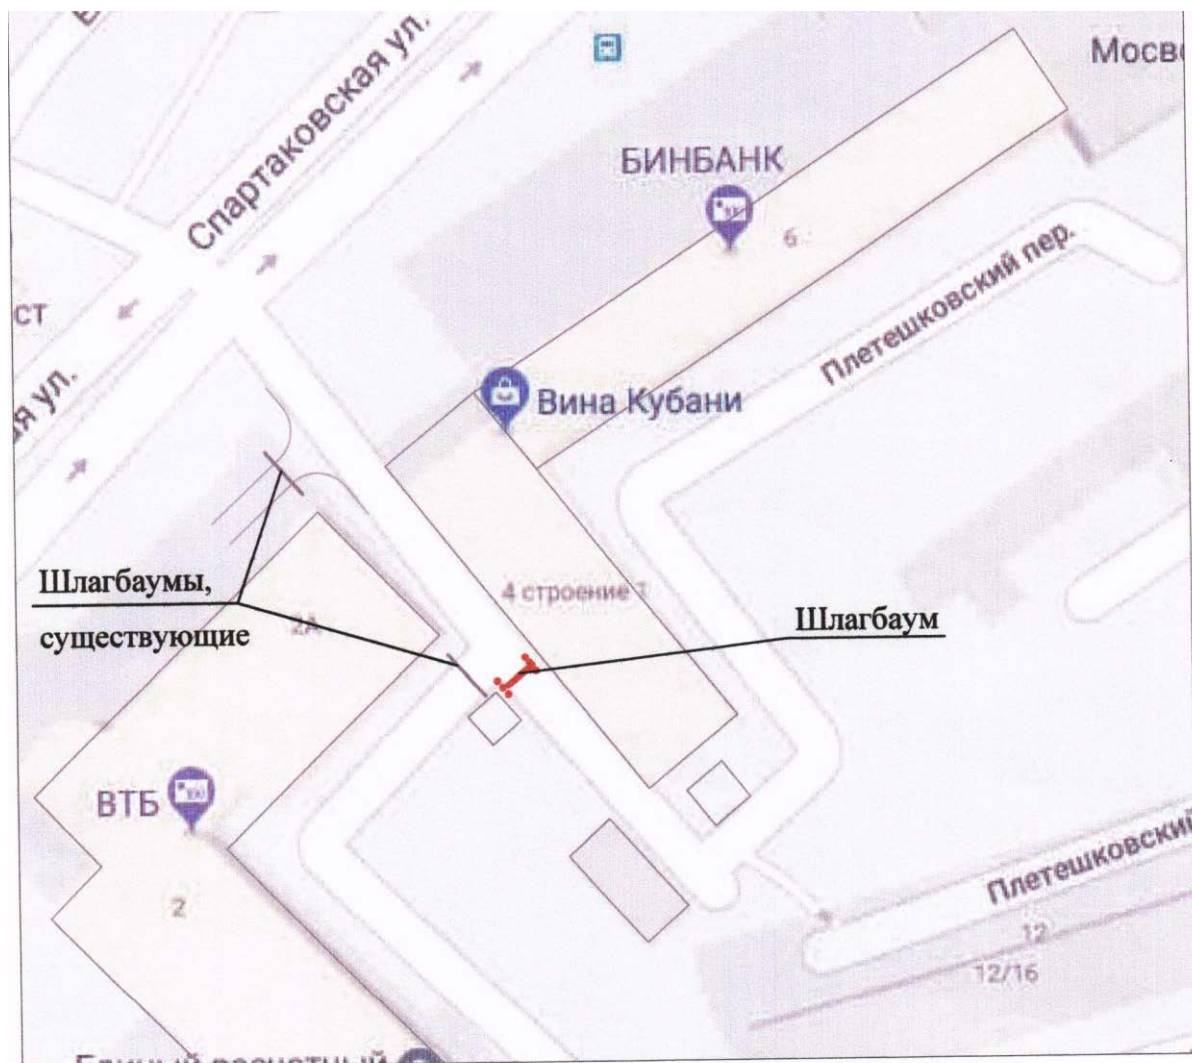 Спартаковская ул.
Мосво
БИНБАНК
6
Плетешковский пер.
ст
ая ул.
Вина Кубани
Шлагбаумы,
существующие
4 строение 1
2А
Шлагбаум
ВТБ
2
Плетешковский
12
12/16